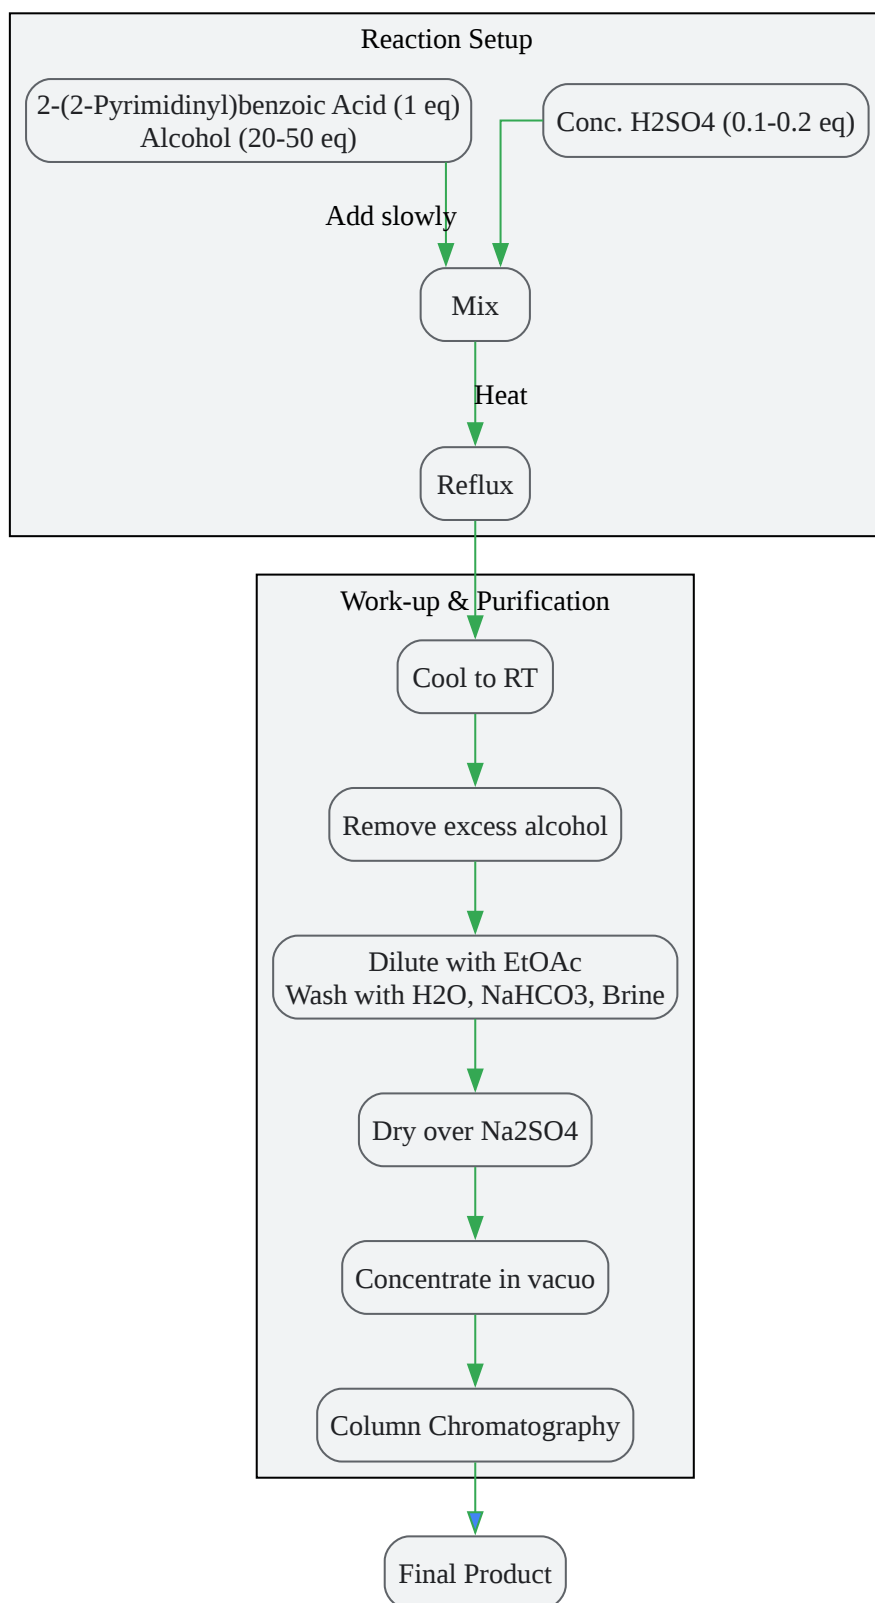 Reaction Setup
2-(2-Pyrimidinyl)benzoic Acid (1 eq)
Alcohol (20-50 eq)
Conc. H2SO4 (0.1-0.2 eq)
Add slowly
Mix
Heat
Reflux
Work-up & Purification
Cool to RT
Remove excess alcohol
Dilute with EtOAc
Wash with H2O, NaHCO3, Brine
Dry over Na2SO4
Concentrate in vacuo
Column Chromatography
Final Product